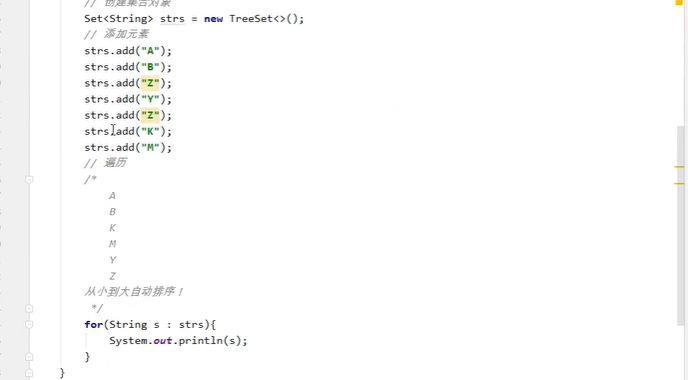 // 创建集合对象
Set<String> strs = new TreeSet<>();
// 添加元素
strs.add("A");
strs.add("B");
strs.add("Z");
strs.add("Y");
strs.add("Z");
strs.add("K");
strs.add("M");
// 遍历
/*
A
B
K
M
Y
Z
从小到大自动排序！
*/
for(String s : strs){
System.out.println(s);
}
}